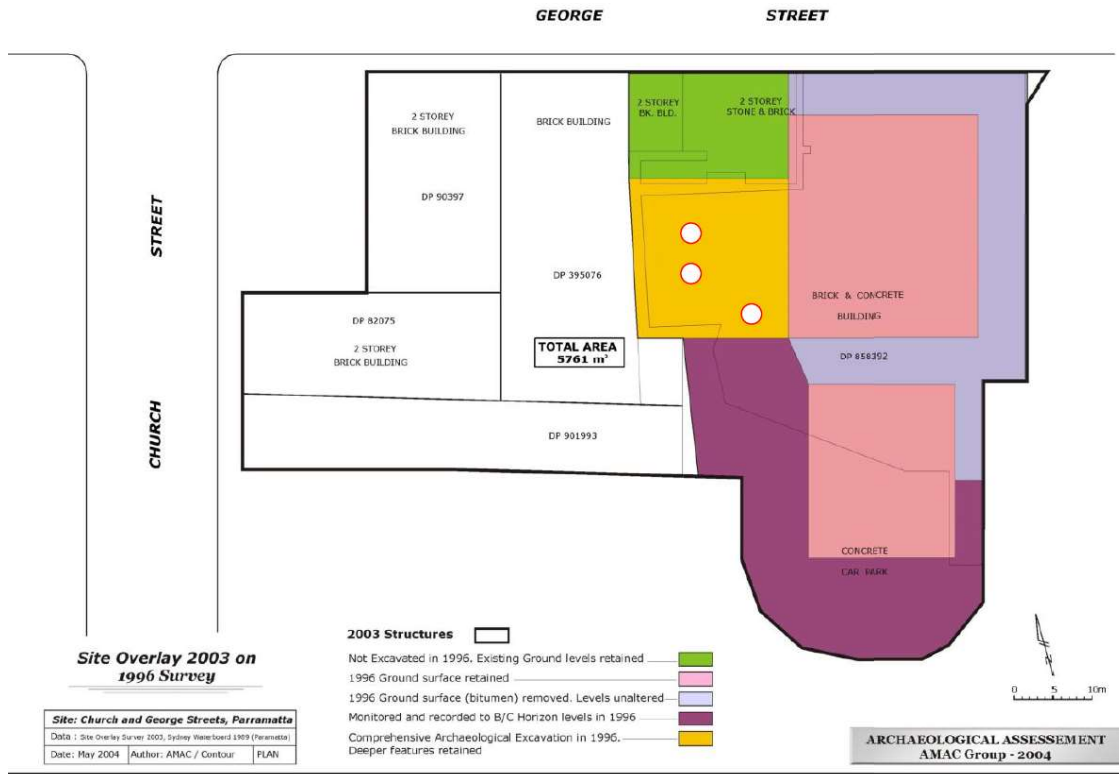 GEORGE STREET
2 STOREY
BRICK BUILDING
BRICK BUILDING
2 STOREY
BK. BLD.
2 STOREY
STONE & BRICK
DP 90397
STREET
CHURCH
DP 395076
BRICK & CONCRETE
BUILDING
DP 82075
2 STOREY
BRICK BUILDING
TOTAL AREA
5761 m²
DP 858392
DP 901993
CONCRETE
CAR PARK
2003 Structures
Not Excavated in 1996. Existing Ground levels retained
1996 Ground surface retained
1996 Ground surface (bitumen) removed. Levels unaltered
Monitored and recorded to B/C Horizon levels in 1996
Comprehensive Archaeological Excavation in 1996.
Deeper features retained
Site Overlay 2003 on
1996 Survey
Site: Church and George Streets, Parramatta
Data : Site Overlay Survey 2003, Sydney Waterboard 1989 (Paramatta)
Date: May 2004 Author: AMAC / Contour PLAN
N
0 5 10m
ARCHAEOLOGICAL ASSESSEMENT
AMAC Group - 2004